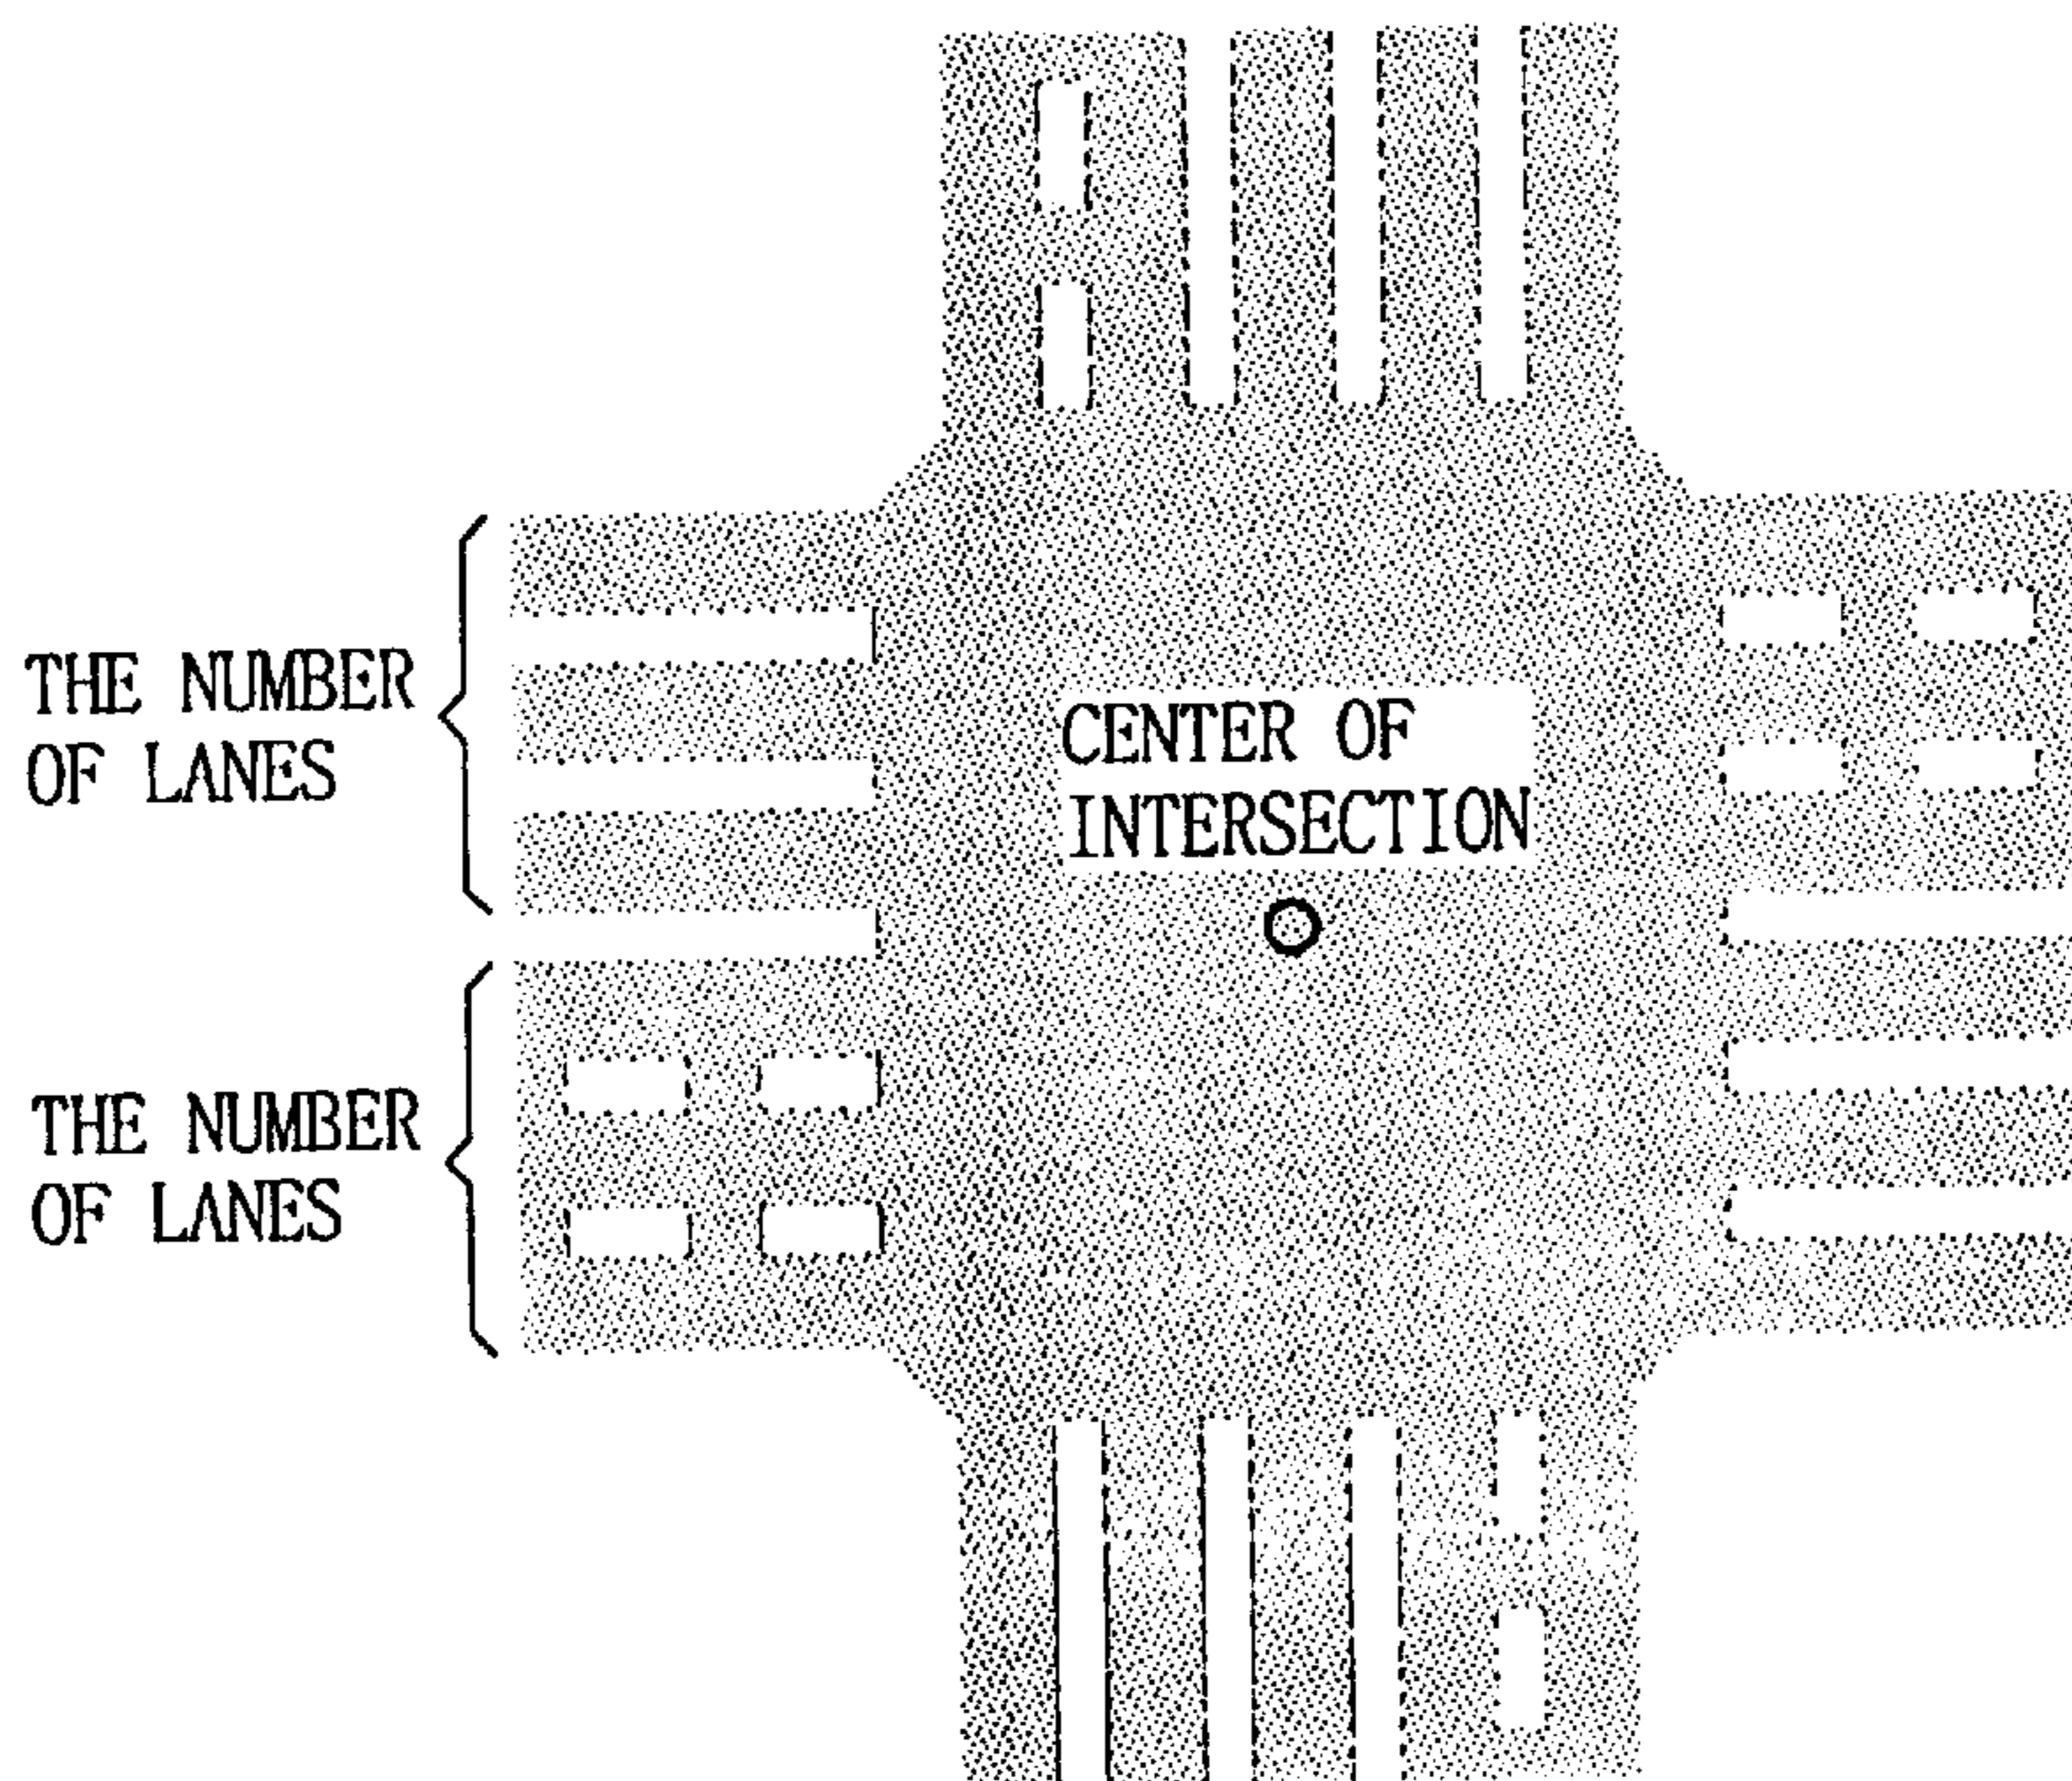 THE NUMBER
OF LANES
CENTER OF
INTERSECTION
THE NUMBER
OF LANES